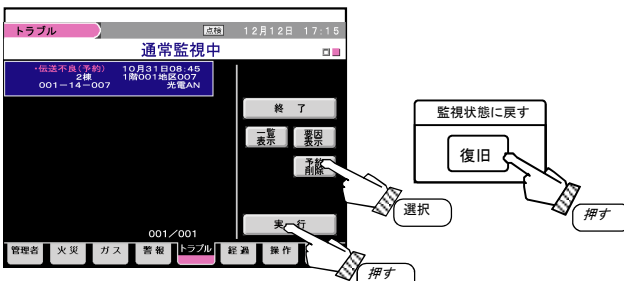 トラブル 点検 12月12日 17:15
通常監視中
・伝送不良(予約) 10月31日08:45
2棟 1階001地区007
001-14-007 光電AN
終 了
一覧表示 要因表示
予約削除
実 行
001/001
管理者 火災 ガス 警報 トラブル 経過 操作
選択
押す
監視状態に戻す
復旧
押す